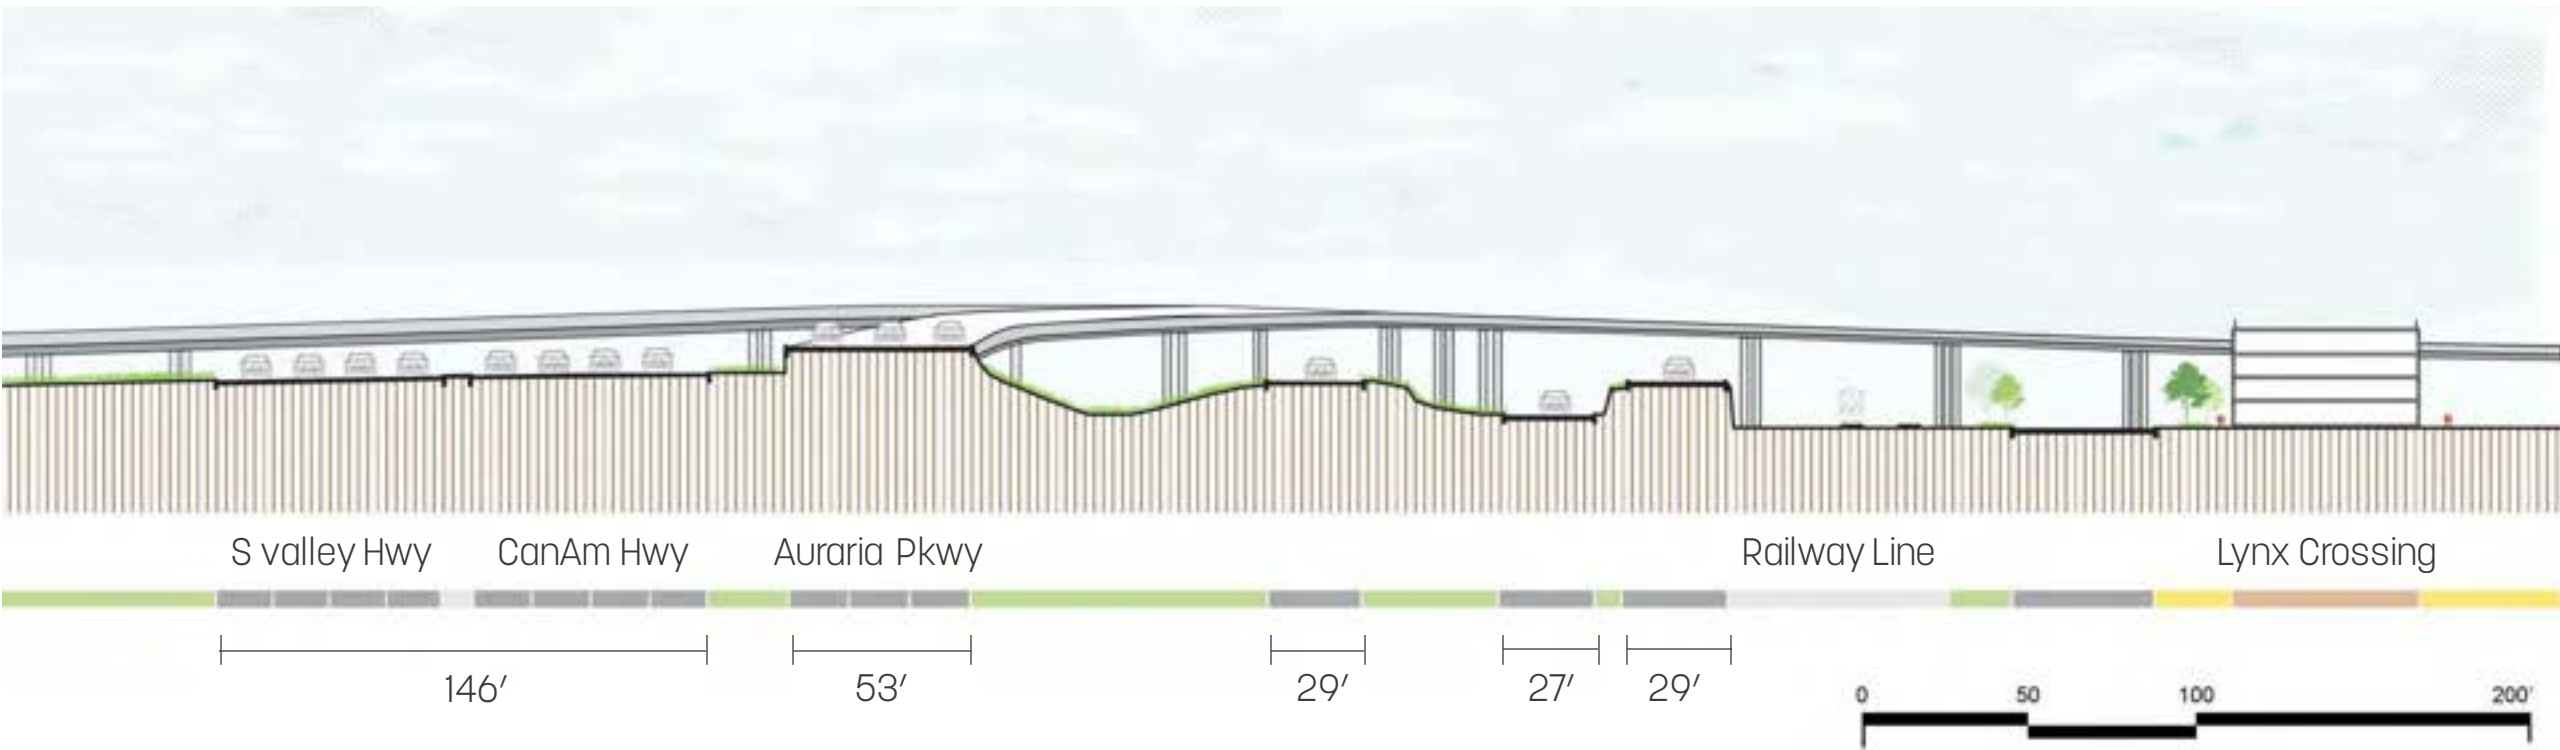 S valley Hwy CanAm Hwy Auraria Pkwy Railway Line Lynx Crossing
146′ 53′ 29′ 27′ 29′
0 50 100 200'